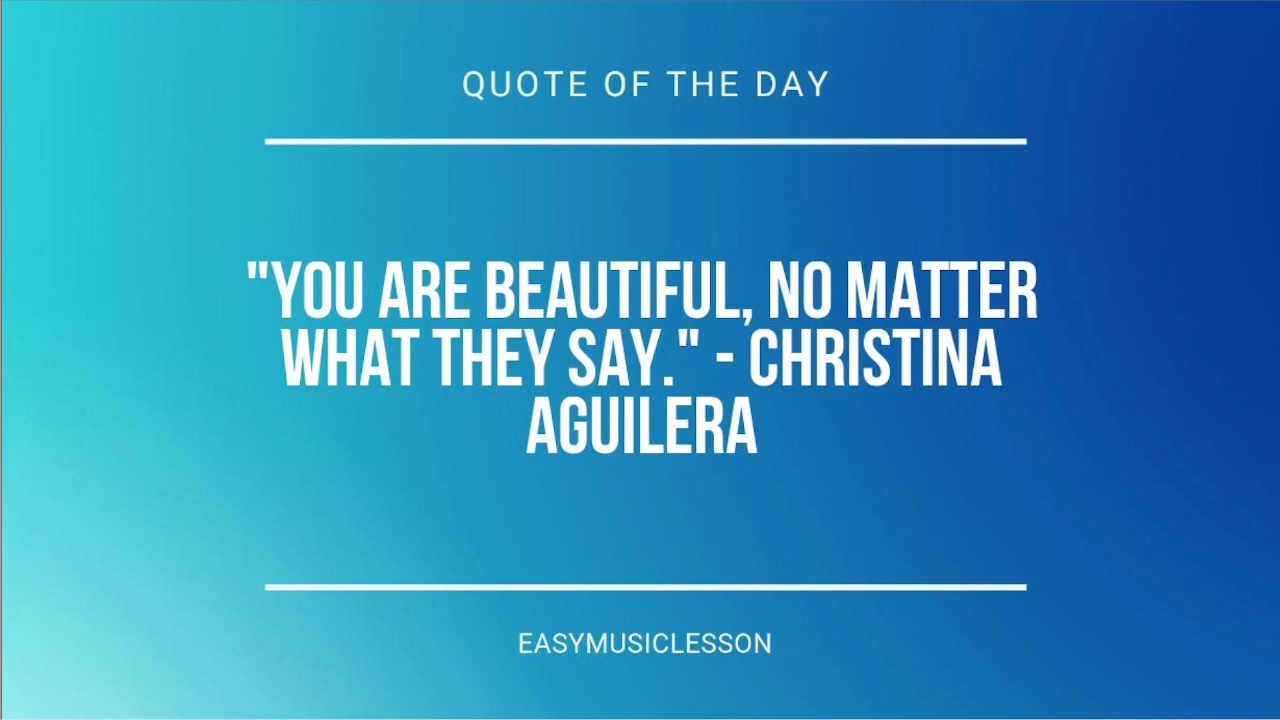 QUOTE OF THE DAY
"YOU ARE BEAUTIFUL, NO MATTER
WHAT THEY SAY." - CHRISTINA
AGUILERA
EASYMUSICLESSON